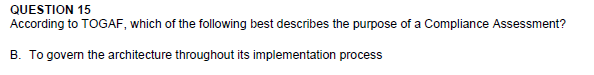 QUESTION 15
According to TOGAF, which of the following best describes the purpose of a Compliance Assessment?
B. To govern the architecture throughout its implementation process